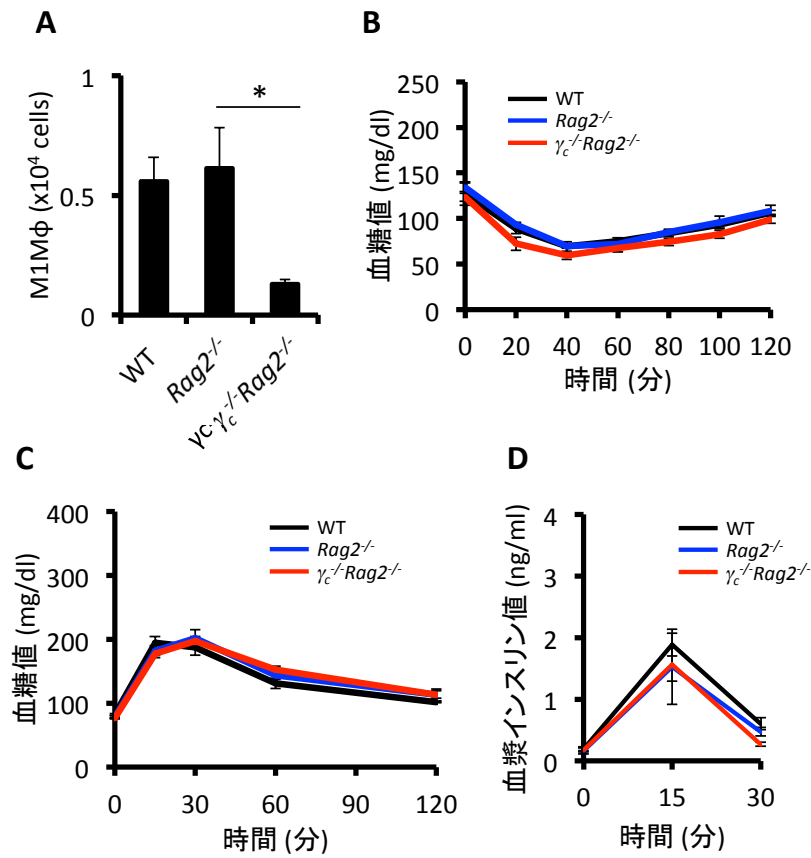 A
1
0.5
0
M1Mϕ (x10⁴ cells)
*
WT
Rag2⁻/⁻
γc⁻γc⁻/⁻Rag2⁻/⁻
B
250
200
150
100
50
0
血糖値 (mg/dl)
WT
Rag2⁻/⁻
γc⁻/⁻Rag2⁻/⁻
0 20 40 60 80 100 120
時間 (分)
C
400
300
200
100
0
血糖値 (mg/dl)
WT
Rag2⁻/⁻
γc⁻/⁻Rag2⁻/⁻
0 30 60 90 120
時間 (分)
D
4
3
2
1
0
血漿インスリン値 (ng/ml)
WT
Rag2⁻/⁻
γc⁻/⁻Rag2⁻/⁻
0 15 30
時間 (分)